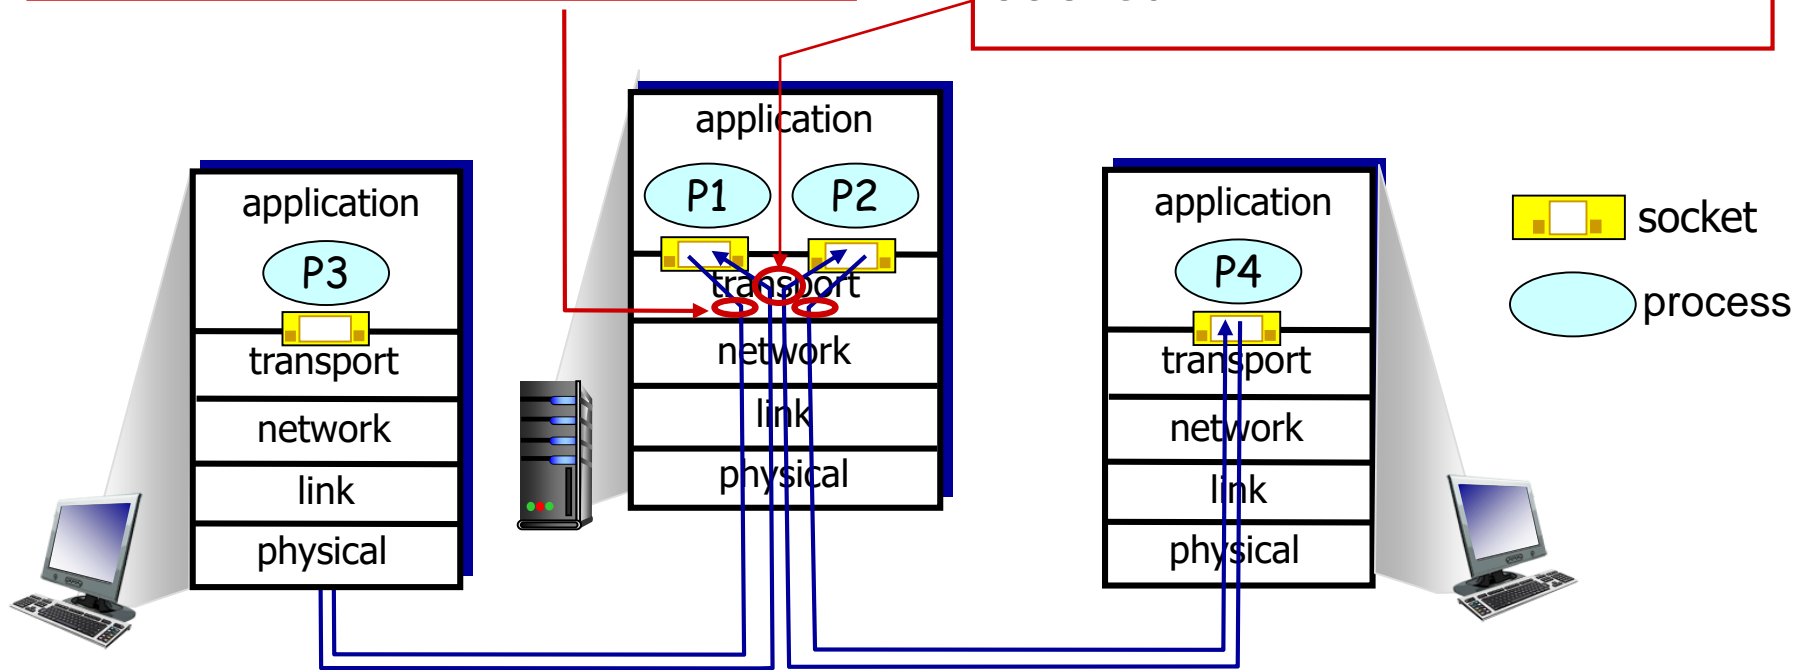 application
P1 P2
transport
network
link
physical
application
P3
transport
network
link
physical
application
P4
transport
network
link
physical
socket
process